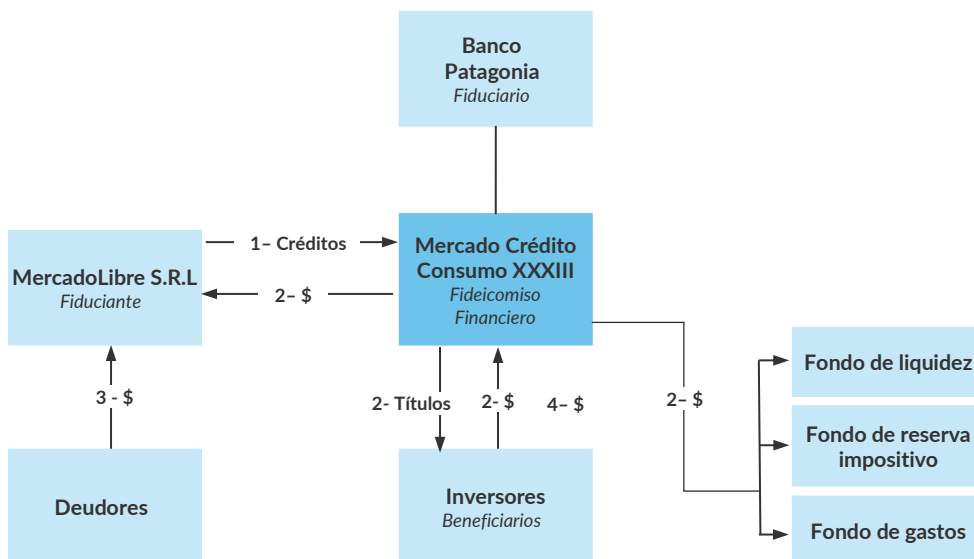 Banco
Patagonia
Fiduciario
1– Créditos
Mercado Crédito
Consumo XXXIII
Fideicomiso
Financiero
MercadoLibre S.R.L
Fiduciante
2– $
3 - $
2- Títulos
2- $
4– $
2– $
Fondo de liquidez
Fondo de reserva
impositivo
Fondo de gastos
Deudores
Inversores
Beneficiarios